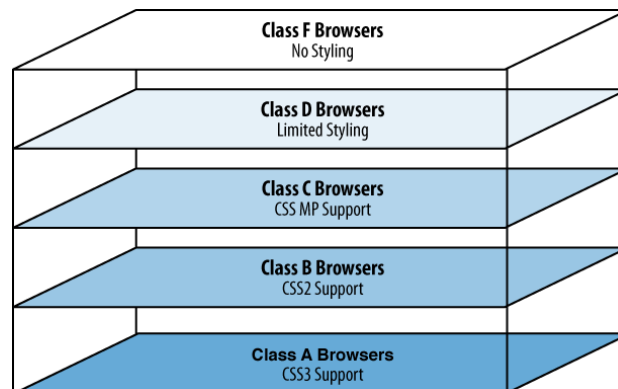 Class F Browsers
No Styling
Class D Browsers
Limited Styling
Class C Browsers
CSS MP Support
Class B Browsers
CSS2 Support
Class A Browsers
CSS3 Support